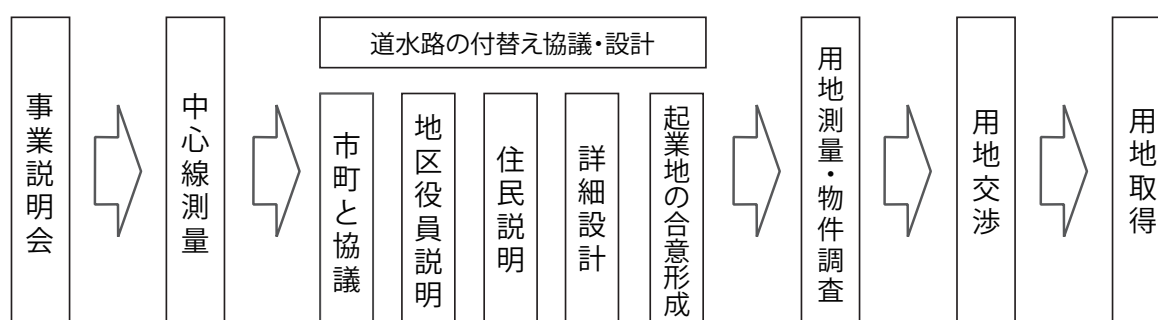 事業説明会
中心線測量
道水路の付替え協議・設計
市町と協議
地区役員説明
住民説明
詳細設計
起業地の合意形成
用地測量・物件調査
用地交渉
用地取得